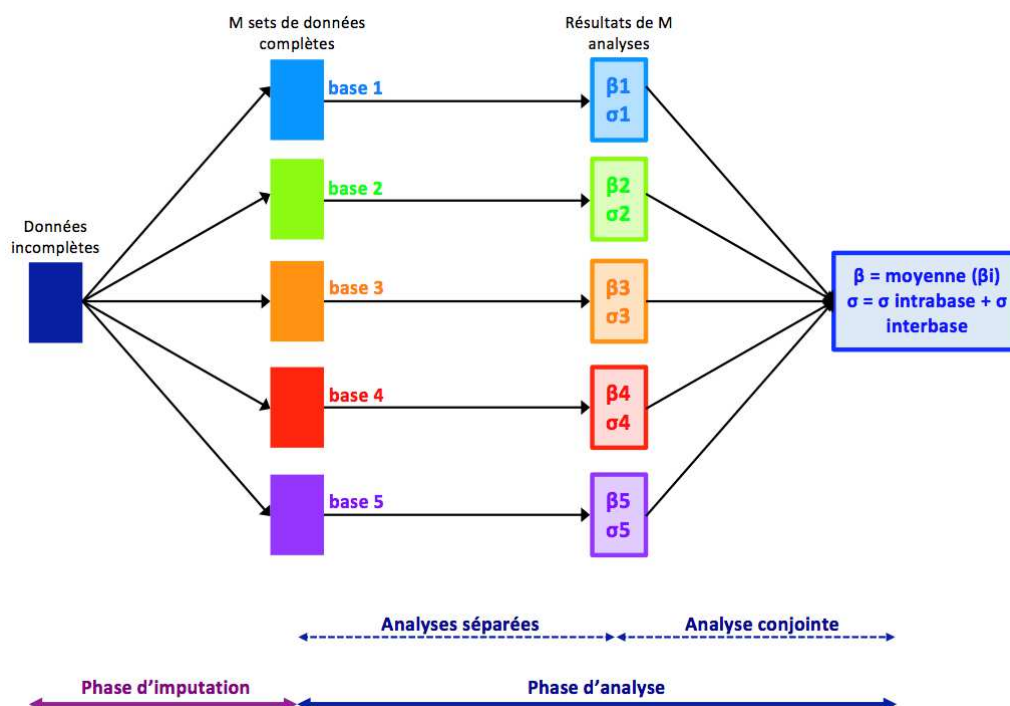 M sets de données
complètes
Résultats de M
analyses
base 1
β1
σ1
base 2
β2
σ2
Données
incomplètes
base 3
β3
σ3
β = moyenne (βi)
σ = σ intrabase + σ
interbase
base 4
β4
σ4
base 5
β5
σ5
Analyses séparées
Analyse conjointe
Phase d'imputation
Phase d'analyse